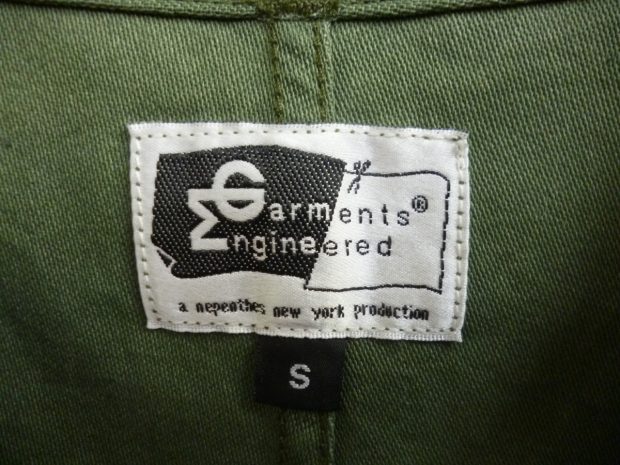 Garments®
Engineered
a nepenthes new york production
S